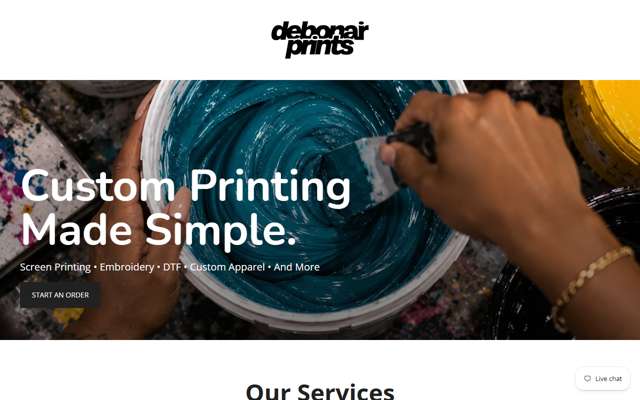 debonair
prints
Custom Printing
Made Simple.
Screen Printing • Embroidery • DTF • Custom Apparel • And More
START AN ORDER
Live chat
Our Services